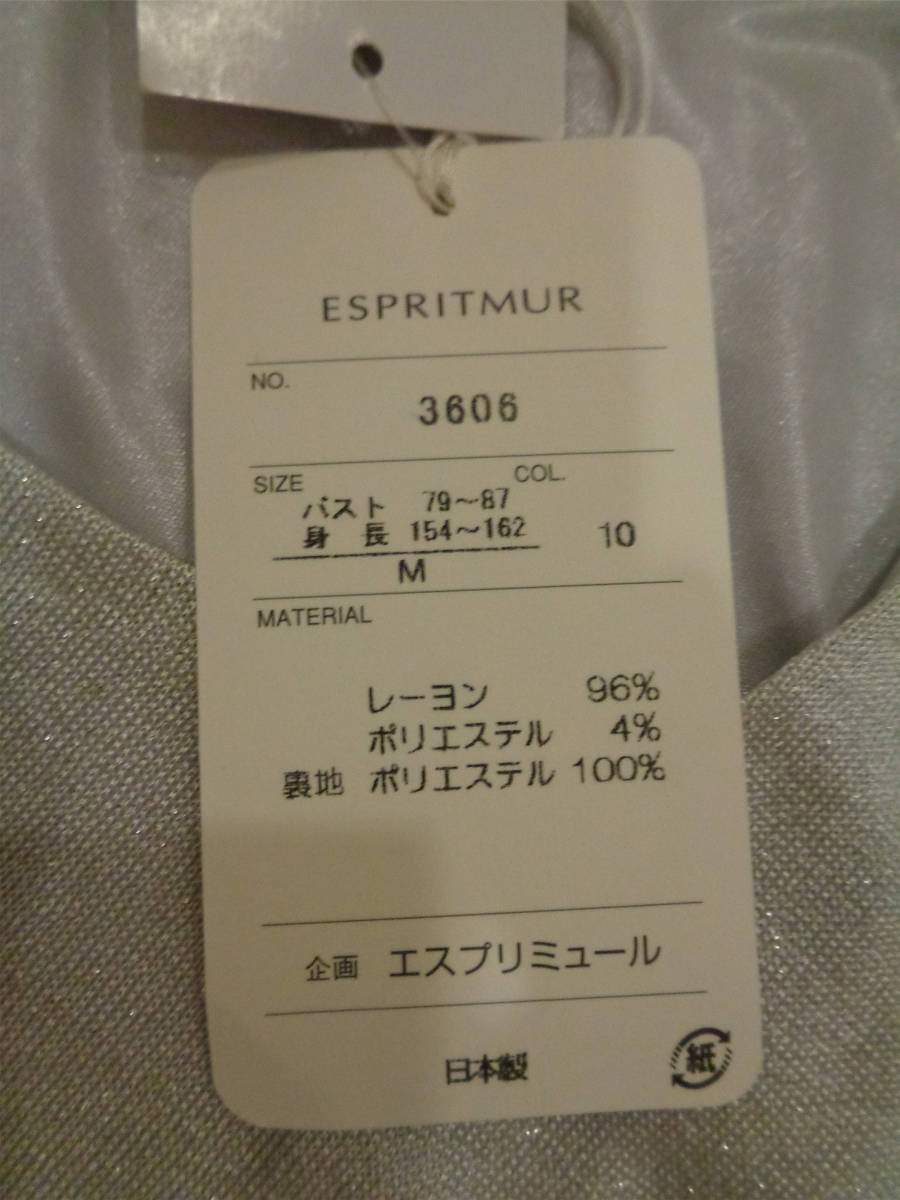 ESPRITMUR
NO.
3606
SIZE
COL.
バスト 79～87
身長 154～162
10
M
MATERIAL
レーヨン 96%
ポリエステル 4%
裏地 ポリエステル 100%
企画 エスプリミュール
日本製
紙